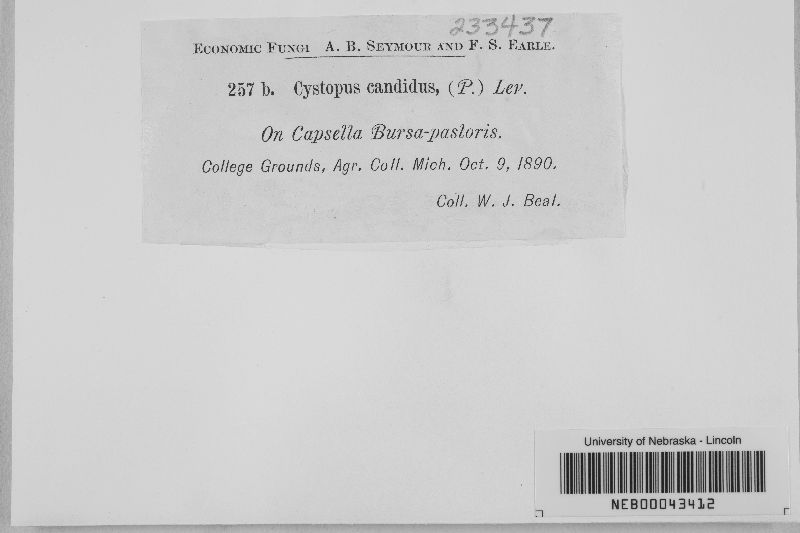 233437
Economic Fungi A. B. Seymour and F. S. Earle.
257 b. Cystopus candidus, (P.) Lev.
On Capsella Bursa-pastoris.
College Grounds, Agr. Coll. Mich. Oct. 9, 1890.
Coll. W. J. Beal.
University of Nebraska - Lincoln
NEB00043412